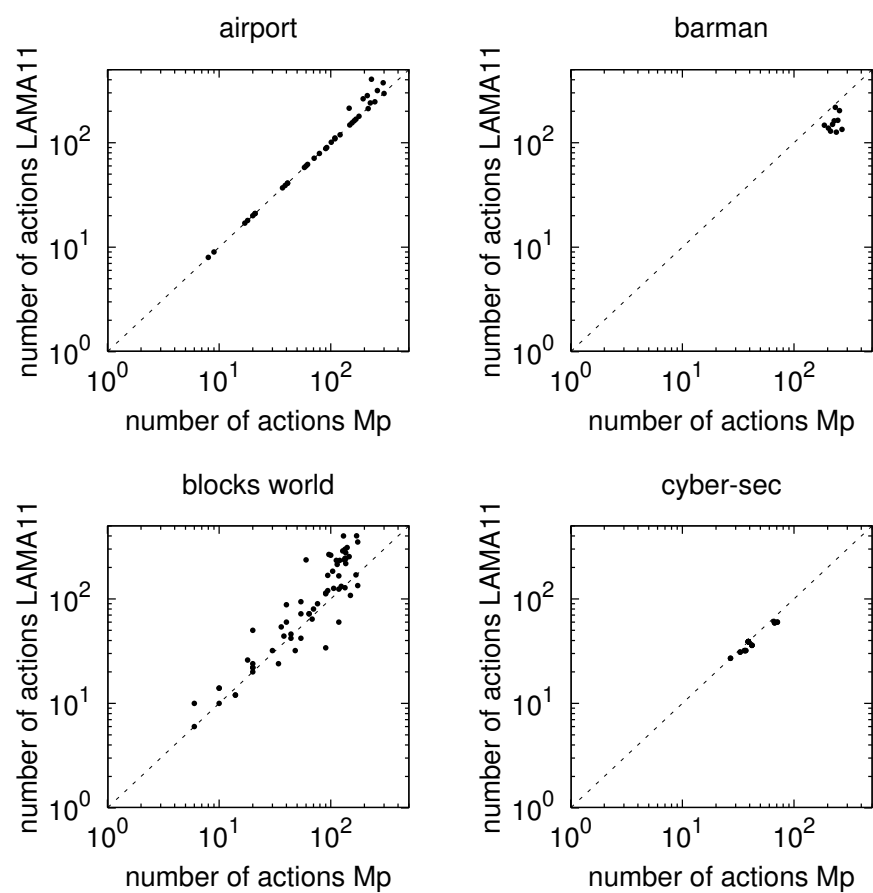 airport
number of actions LAMA11
10^2
10^1
10^0
10^0 10^1 10^2
number of actions Mp
barman
number of actions LAMA11
10^2
10^1
10^0
10^0 10^1 10^2
number of actions Mp
blocks world
number of actions LAMA11
10^2
10^1
10^0
10^0 10^1 10^2
number of actions Mp
cyber-sec
number of actions LAMA11
10^2
10^1
10^0
10^0 10^1 10^2
number of actions Mp